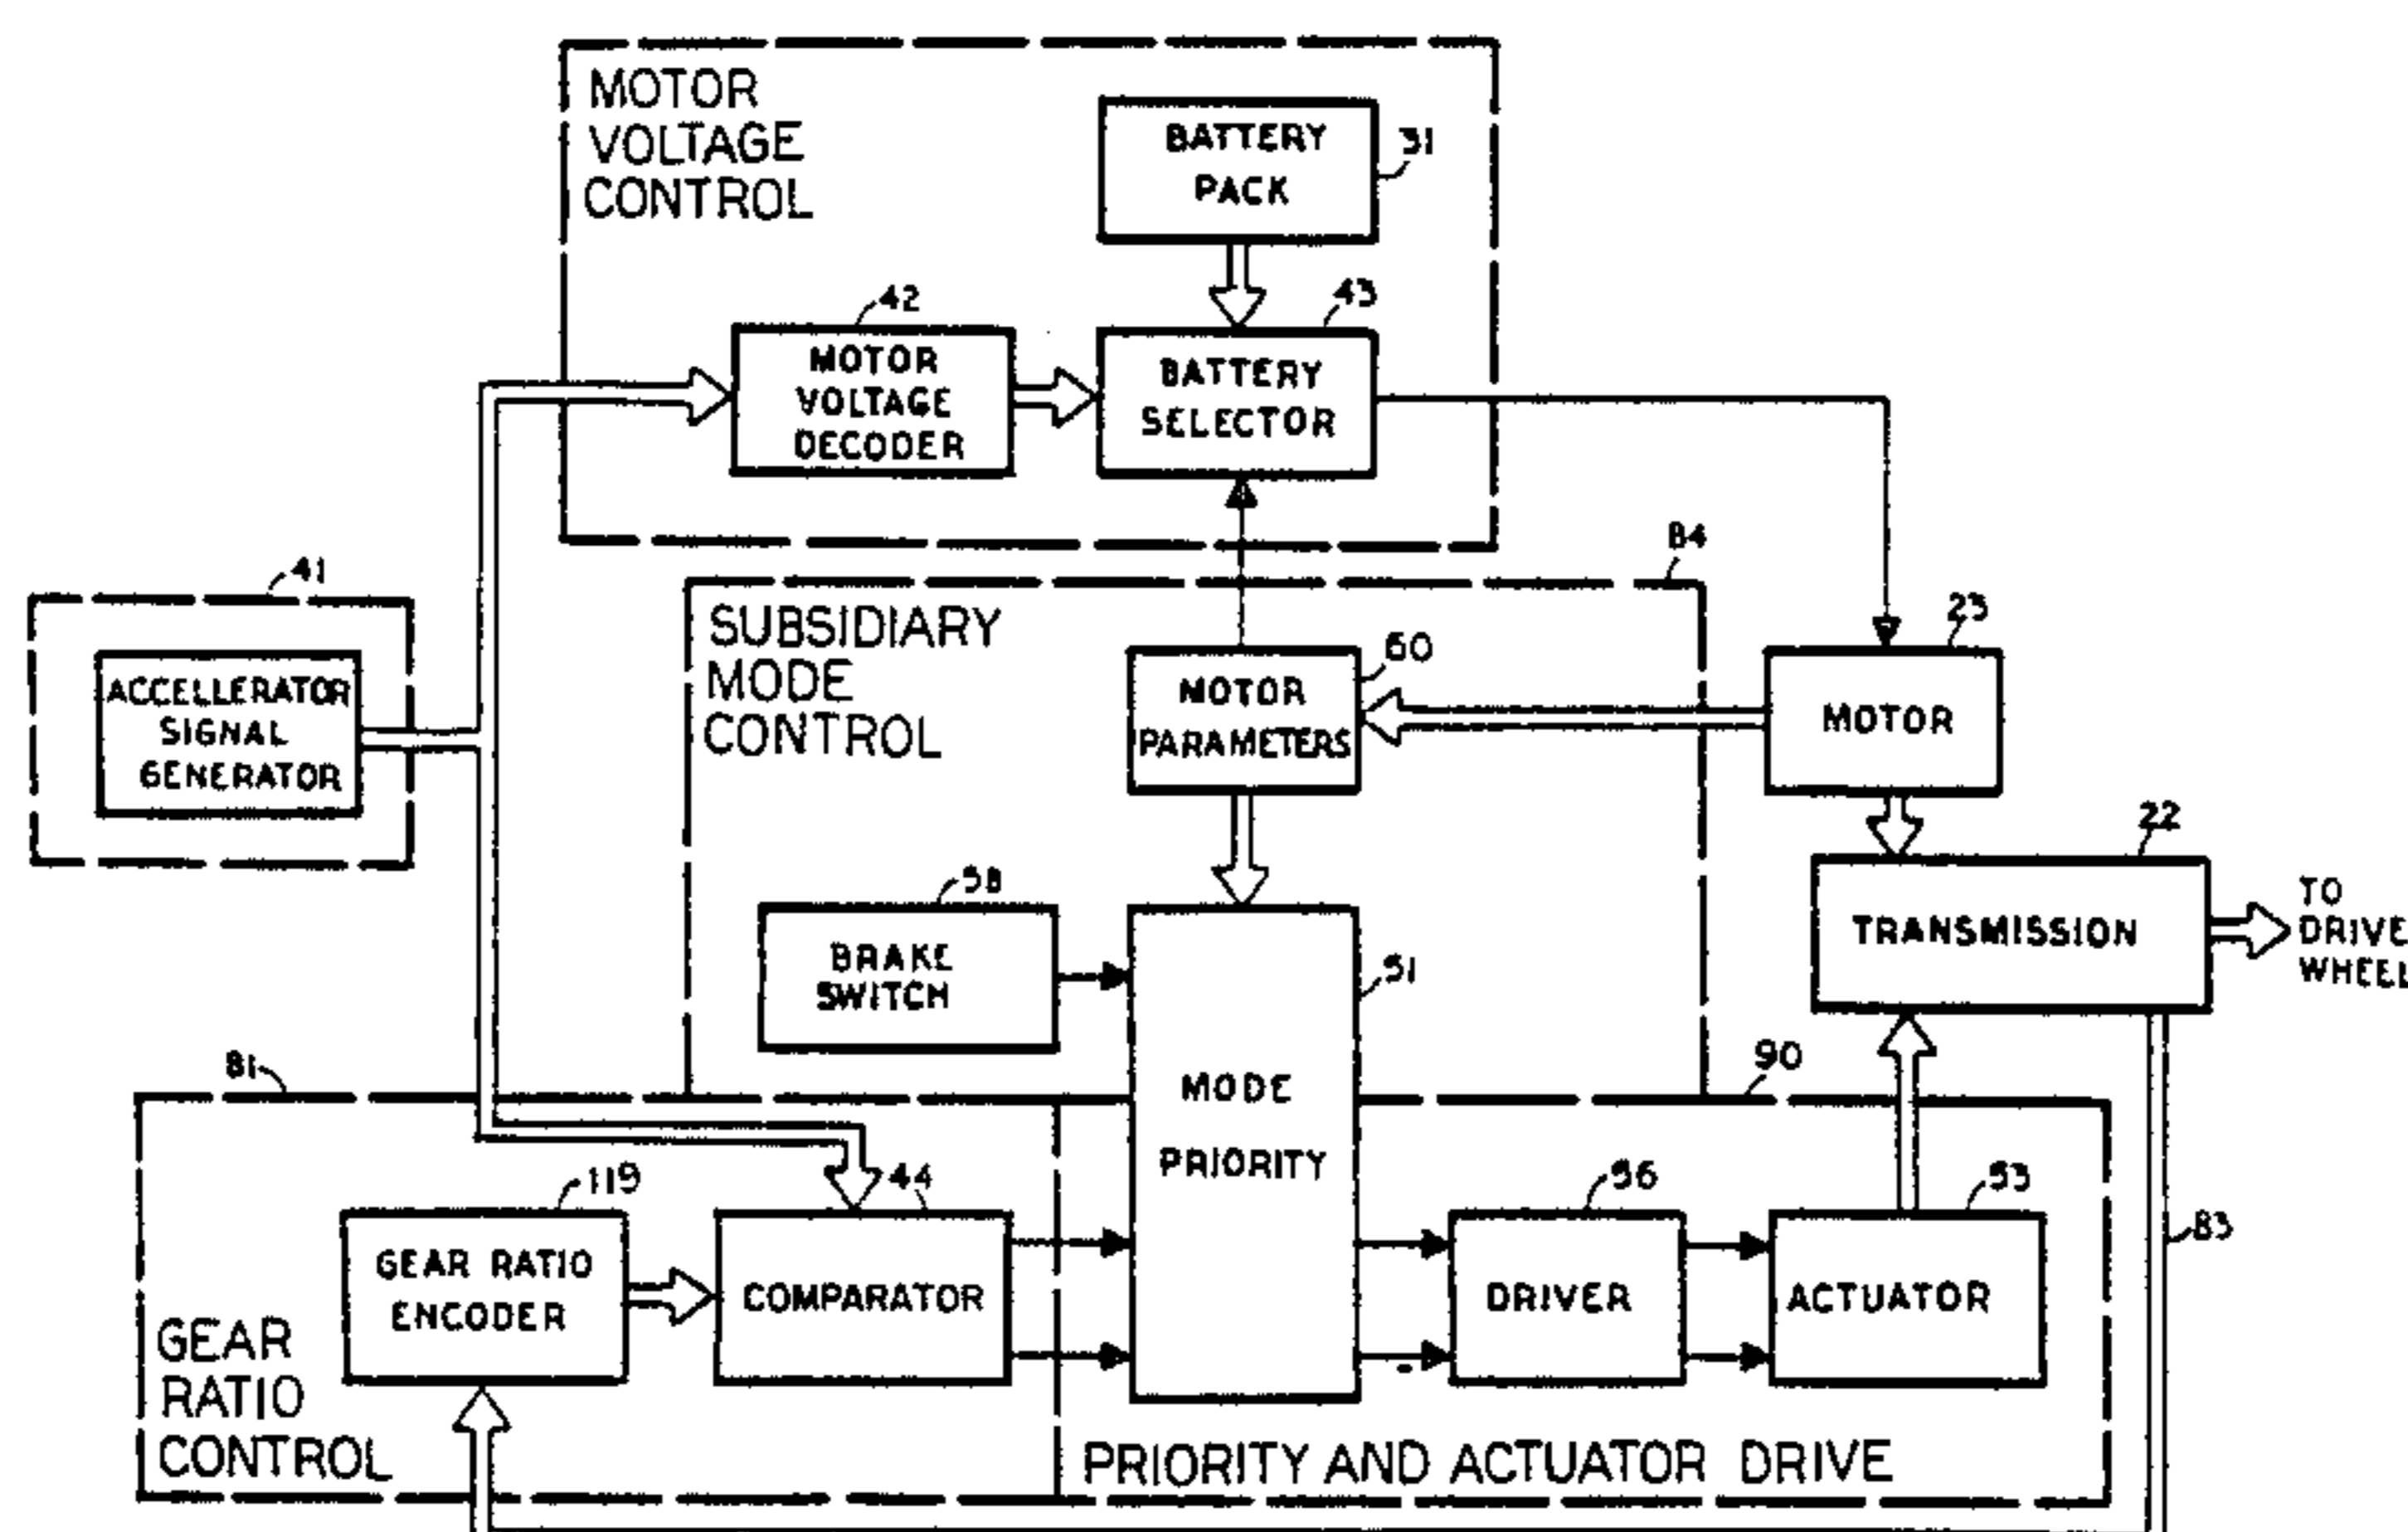 MOTOR
VOLTAGE
CONTROL
BATTERY
PACK
31
42
MOTOR
VOLTAGE
DECODER
43
BATTERY
SELECTOR
41
ACCELLERATOR
SIGNAL
GENERATOR
84
SUBSIDIARY
MODE
CONTROL
60
MOTOR
PARAMETERS
23
MOTOR
22
TRANSMISSION
TO
DRIVE
WHEEL
58
BRAKE
SWITCH
51
MODE
PRIORITY
81
90
119
GEAR RATIO
ENCODER
44
COMPARATOR
56
DRIVER
53
ACTUATOR
83
GEAR
RATIO
CONTROL
PRIORITY AND ACTUATOR DRIVE